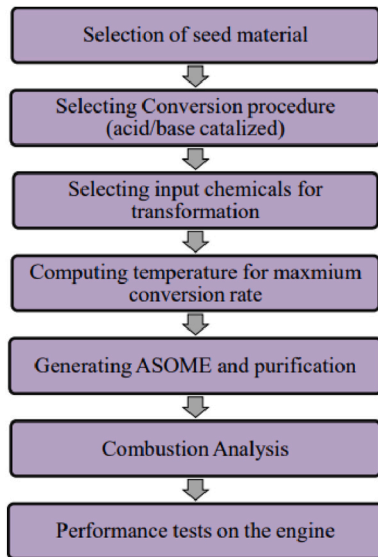 Selection of seed material
Selecting Conversion procedure
(acid/base catalized)
Selecting input chemicals for
transformation
Computing temperature for maxmium
conversion rate
Generating ASOME and purification
Combustion Analysis
Performance tests on the engine